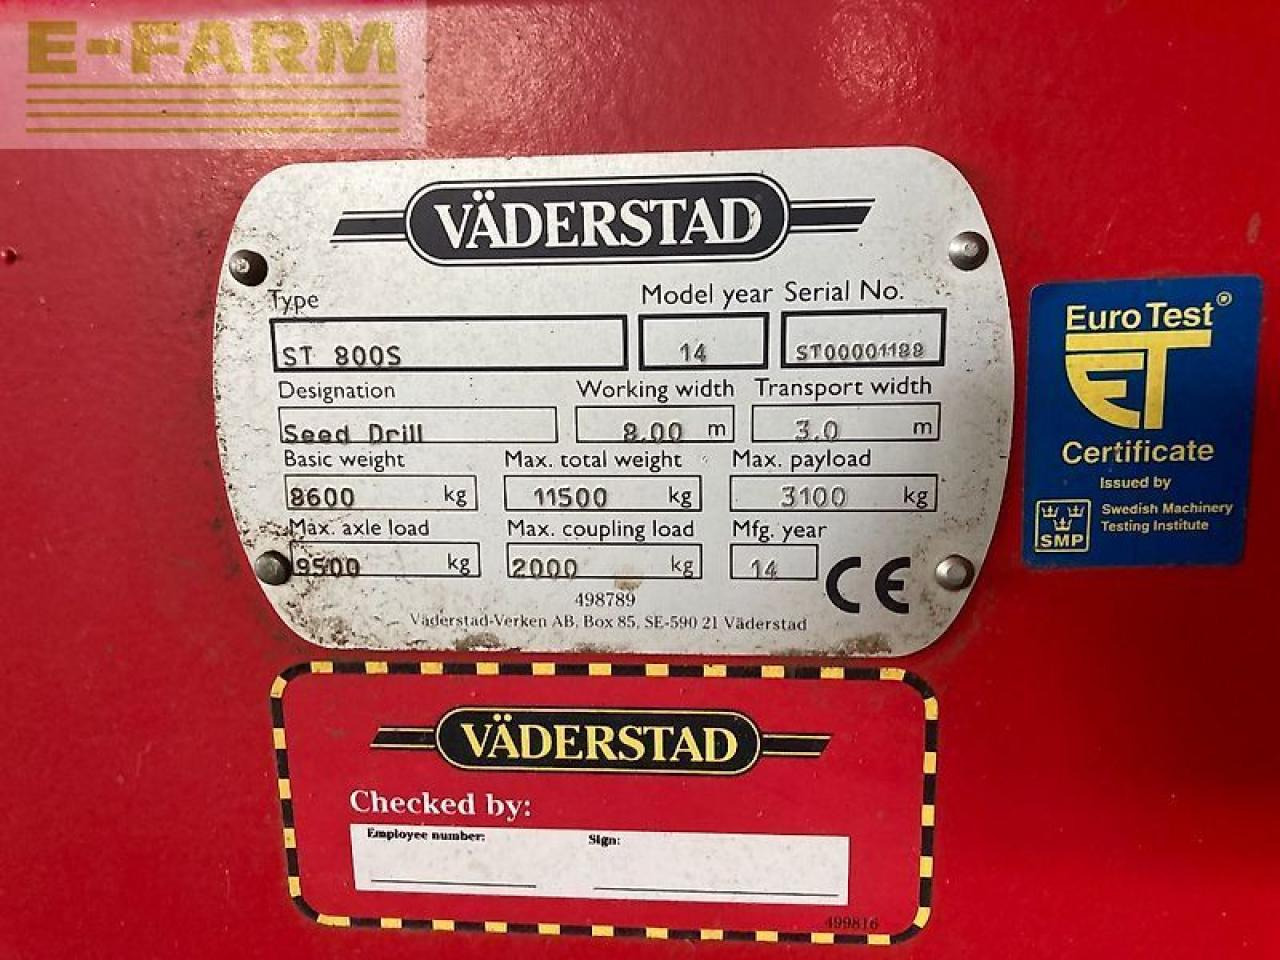 E-FARM
VÄDERSTAD
Type
Model year
Serial No.
ST 800S
14
ST00001188
Designation
Working width
Transport width
Seed Drill
8.00 m
3.0 m
Basic weight
Max. total weight
Max. payload
8600 kg
11500 kg
3100 kg
Max. axle load
Max. coupling load
Mfg. year
9500 kg
2000 kg
14
CE
498789
Väderstad-Verken AB, Box 85, SE-590 21 Väderstad
Euro Test®
ET
Certificate
Issued by
SMP
Swedish Machinery
Testing Institute
VÄDERSTAD
Checked by:
Employee number:
Sign:
499816